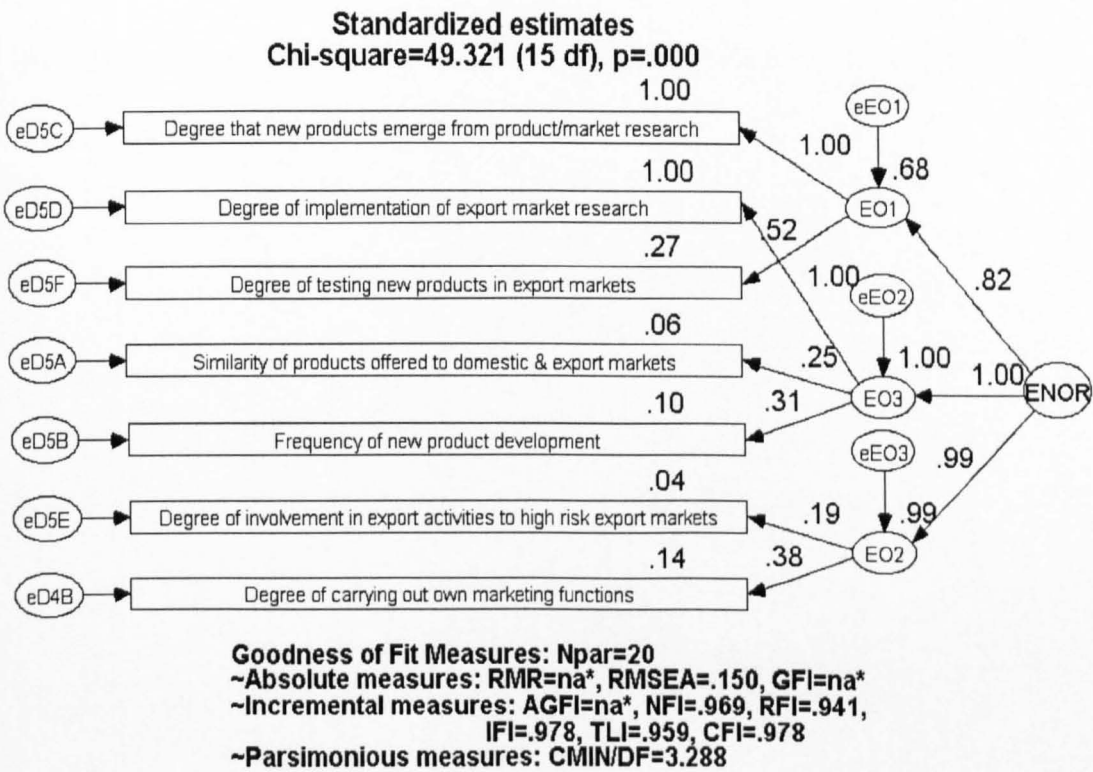 Standardized estimates
Chi-square=49.321 (15 df), p=.000
1.00
eD5C
Degree that new products emerge from product/market research
eEO1
1.00
.68
1.00
eD5D
Degree of implementation of export market research
EO1
.52
.27
eD5F
Degree of testing new products in export markets
1.00
eEO2
.82
.06
eD5A
Similarity of products offered to domestic & export markets
.25
1.00
1.00
ENOR
EO3
.31
.10
eD5B
Frequency of new product development
eEO3
.99
.04
eD5E
Degree of involvement in export activities to high risk export markets
.19
.99
EO2
.38
.14
eD4B
Degree of carrying out own marketing functions
Goodness of Fit Measures: Npar=20
~Absolute measures: RMR=na*, RMSEA=.150, GFI=na*
~Incremental measures: AGFI=na*, NFI=.969, RFI=.941,
IFI=.978, TLI=.959, CFI=.978
~Parsimonious measures: CMIN/DF=3.288